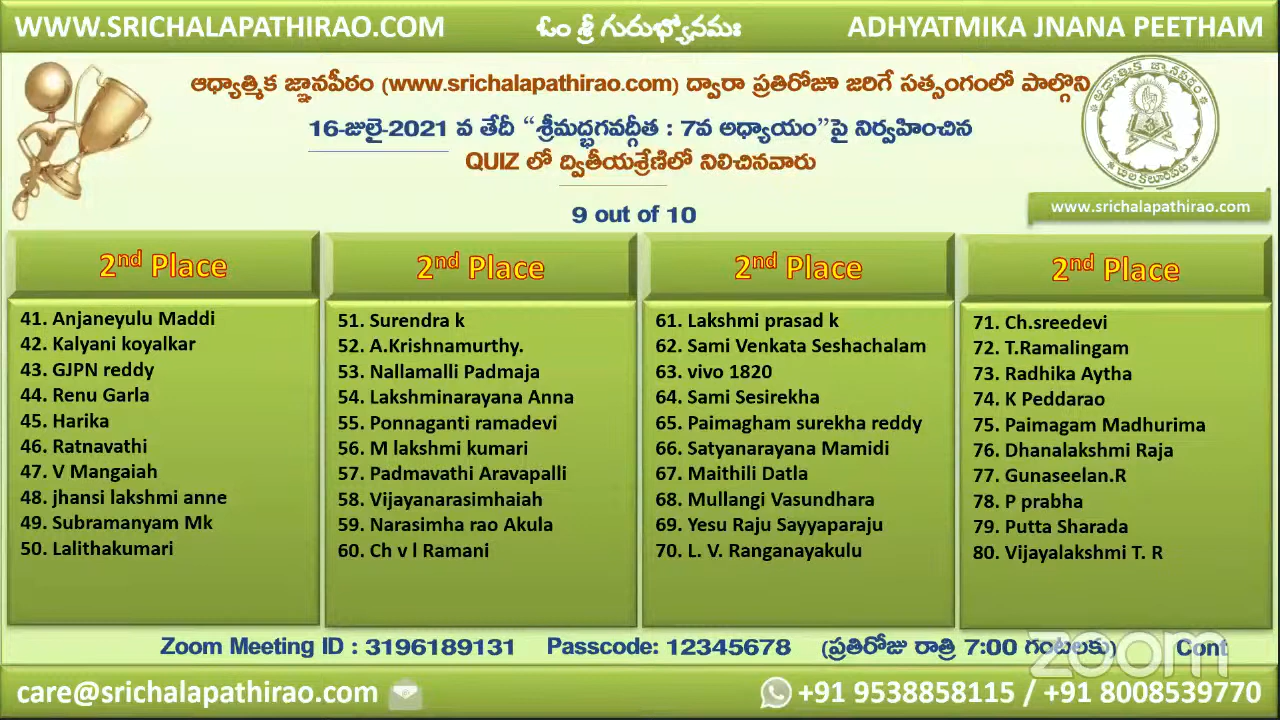 WWW.SRICHALAPATHIRAO.COM
ఓం శ్రీ గురుభ్యోనమః
ADHYATMIKA JNANA PEETHAM
ఆధ్యాత్మిక జ్ఞానపీఠం (www.srichalapathirao.com) ద్వారా ప్రతిరోజూ జరిగే సత్సంగంలో పాల్గొని
16-జులై-2021 వ తేదీ “శ్రీమద్భగవద్గీత : 7వ అధ్యాయం”పై నిర్వహించిన
QUIZ లో ద్వితీయశ్రేణిలో నిలిచినవారు
www.srichalapathirao.com
9 out of 10
2nd Place
41. Anjaneyulu Maddi
42. Kalyani koyalkar
43. GJPN reddy
44. Renu Garla
45. Harika
46. Ratnavathi
47. V Mangaiah
48. jhansi lakshmi anne
49. Subramanyam Mk
50. Lalithakumari
2nd Place
51. Surendra k
52. A.Krishnamurthy.
53. Nallamalli Padmaja
54. Lakshminarayana Anna
55. Ponnaganti ramadevi
56. M lakshmi kumari
57. Padmavathi Aravapalli
58. Vijayanarasimhaiah
59. Narasimha rao Akula
60. Ch v l Ramani
2nd Place
61. Lakshmi prasad k
62. Sami Venkata Seshachalam
63. vivo 1820
64. Sami Sesirekha
65. Paimagham surekha reddy
66. Satyanarayana Mamidi
67. Maithili Datla
68. Mullangi Vasundhara
69. Yesu Raju Sayyaparaju
70. L. V. Ranganayakulu
2nd Place
71. Ch.sreedevi
72. T.Ramalingam
73. Radhika Aytha
74. K Peddarao
75. Paimagam Madhurima
76. Dhanalakshmi Raja
77. Gunaseelan.R
78. P prabha
79. Putta Sharada
80. Vijayalakshmi T. R
Zoom Meeting ID : 3196189131 Passcode: 12345678 (ప్రతిరోజు రాత్రి 7:00 గంటలకు) Cont
zoom
care@srichalapathirao.com
+91 9538858115 / +91 8008539770